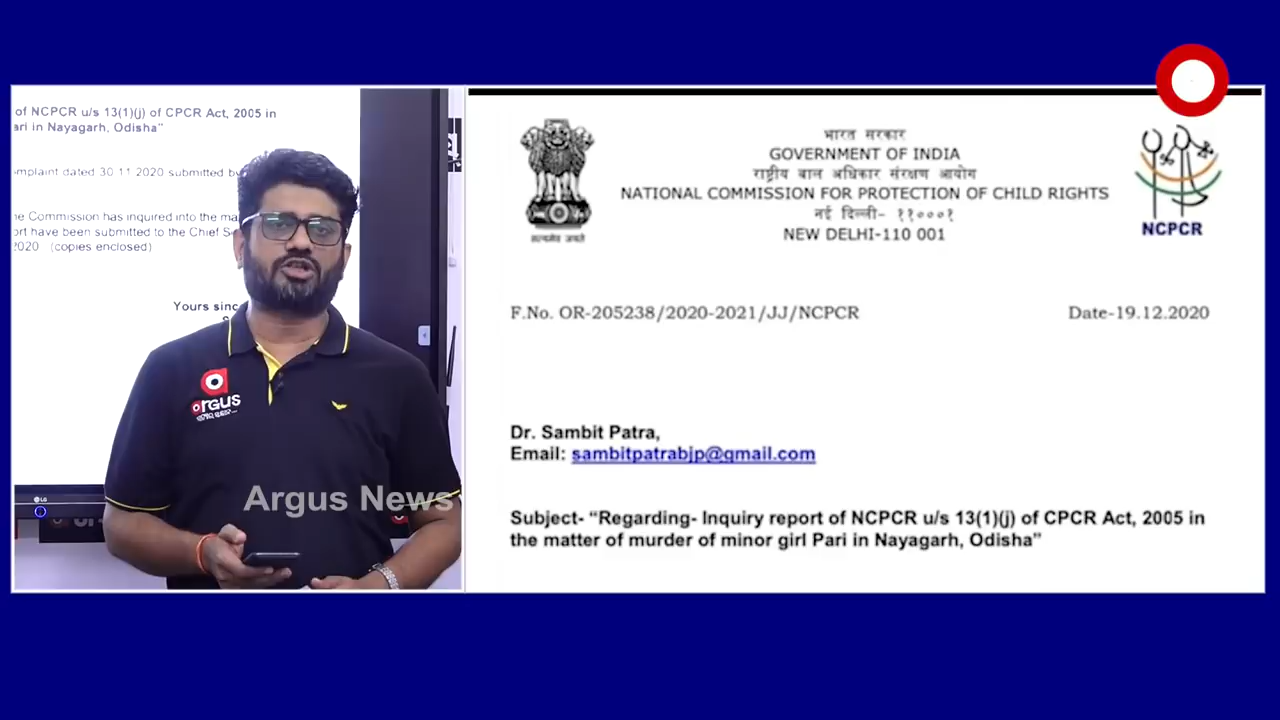 of NCPCR u/s 13(1)(j) of CPCR Act, 2005 in
ari in Nayagarh, Odisha”
mplaint dated 30.11.2020 submitted by
e Commission has inquired into the ma
ort have been submitted to the Chief Se
2020 (copies enclosed)
Yours sinc
argus
LG
Argus News
भारत सरकार
GOVERNMENT OF INDIA
राष्ट्रीय बाल अधिकार संरक्षण आयोग
NATIONAL COMMISSION FOR PROTECTION OF CHILD RIGHTS
नई दिल्ली- ११०००१
NEW DELHI-110 001
सत्यमेव जयते
NCPCR
F.No. OR-205238/2020-2021/JJ/NCPCR
Date-19.12.2020
Dr. Sambit Patra,
Email: sambitpatrabjp@gmail.com
Subject- “Regarding- Inquiry report of NCPCR u/s 13(1)(j) of CPCR Act, 2005 in
the matter of murder of minor girl Pari in Nayagarh, Odisha”